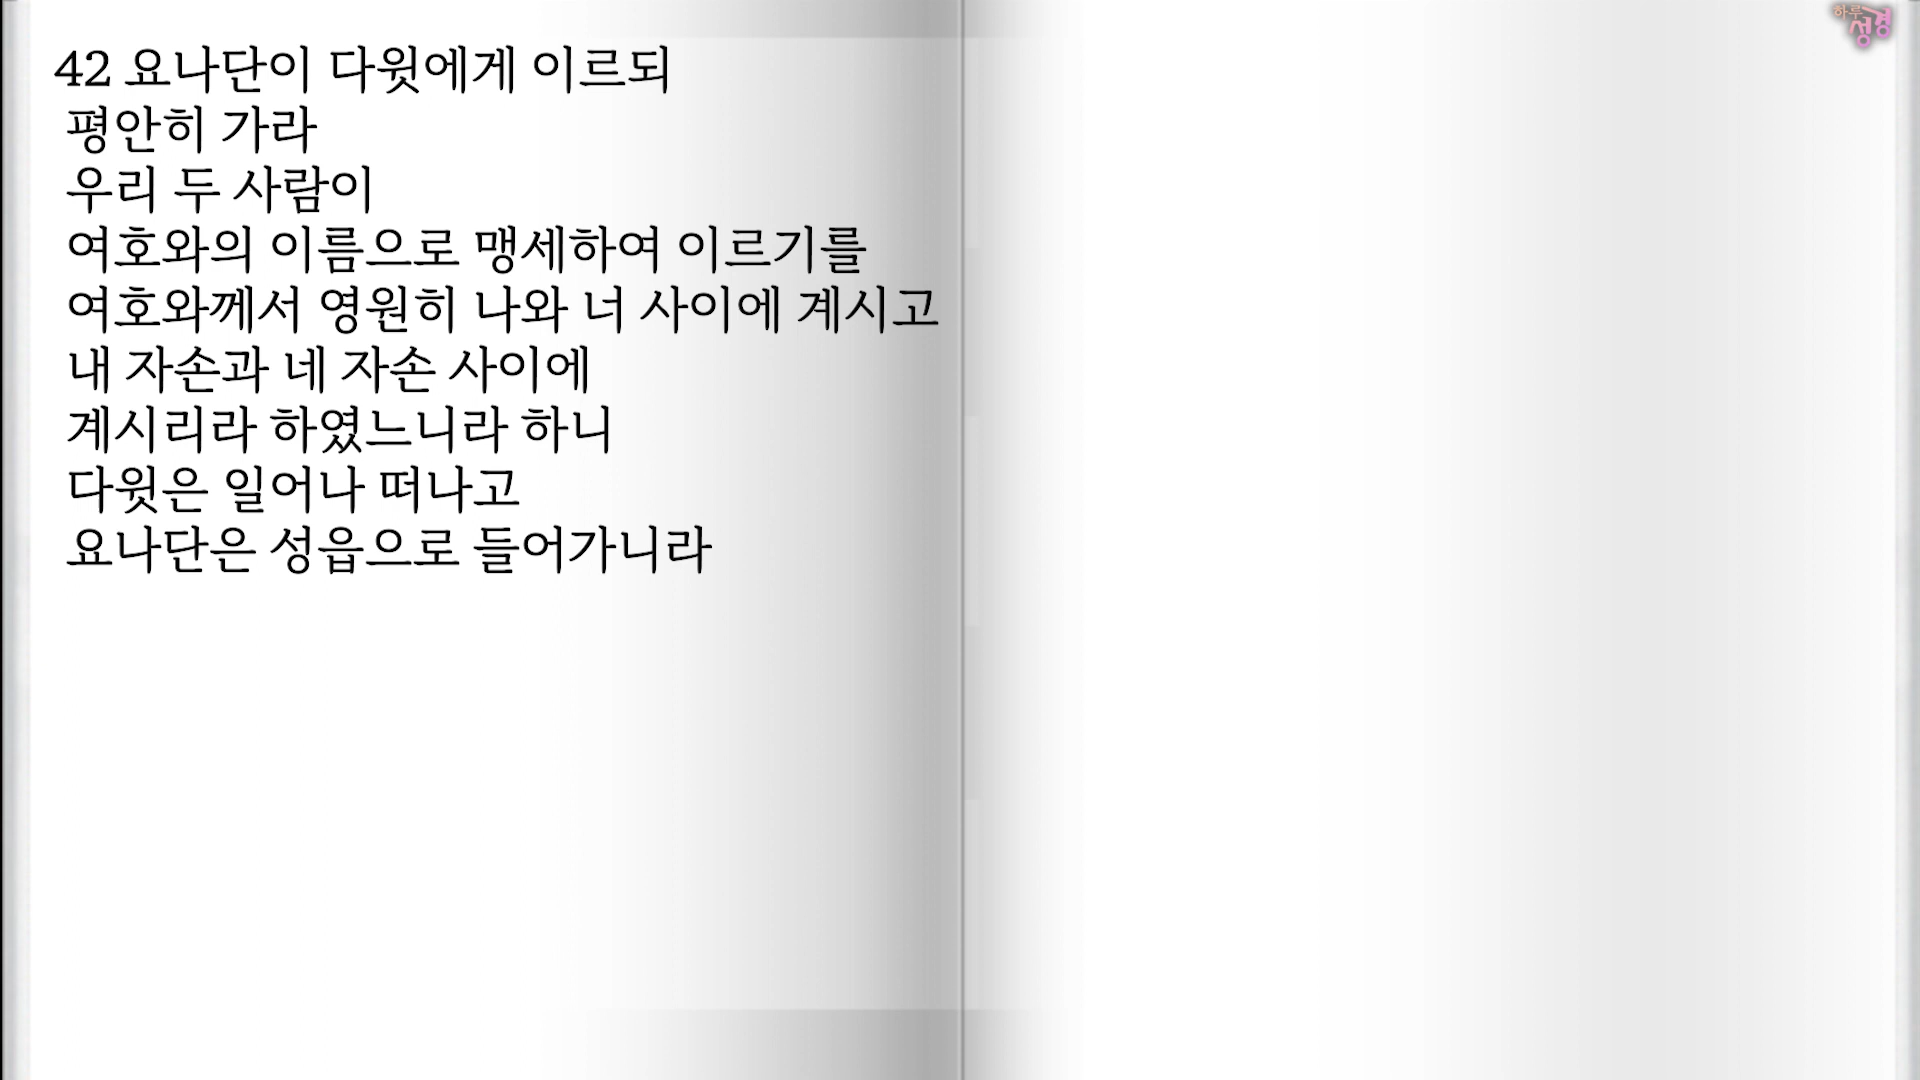 42 요나단이 다윗에게 이르되
평안히 가라
우리 두 사람이
여호와의 이름으로 맹세하여 이르기를
여호와께서 영원히 나와 너 사이에 계시고
내 자손과 네 자손 사이에
계시리라 하였느니라 하니
다윗은 일어나 떠나고
요나단은 성읍으로 들어가니라
하루
성경